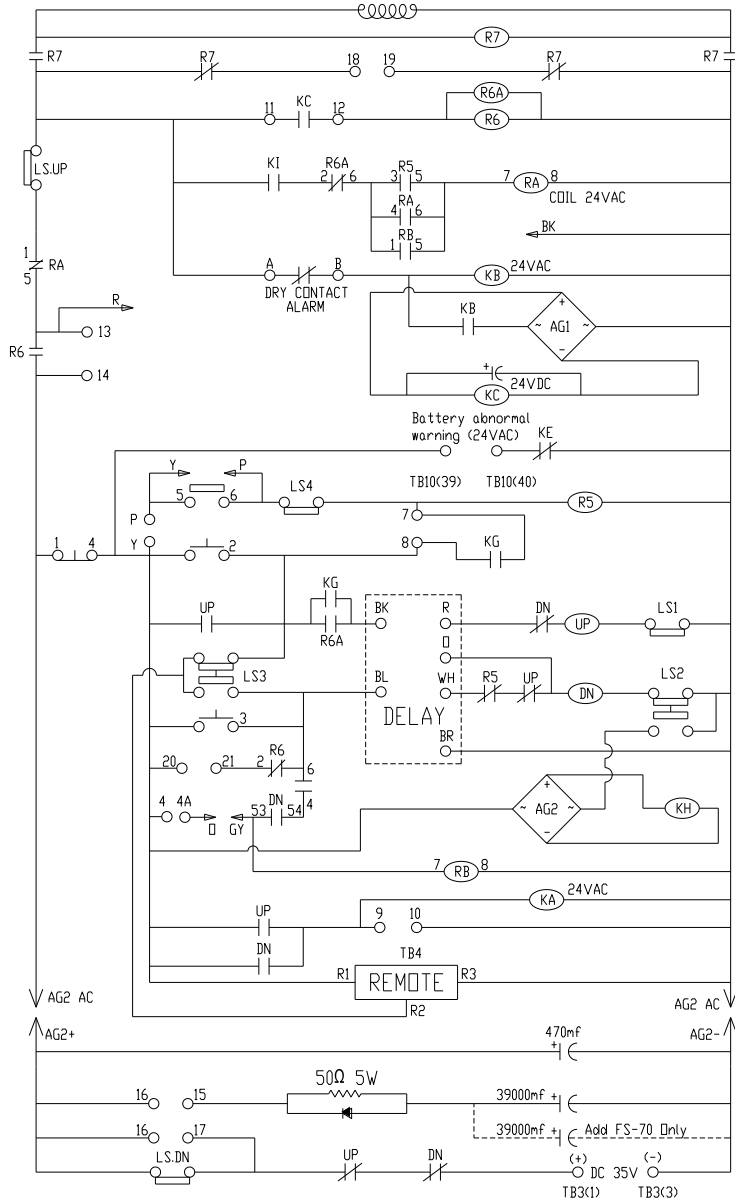 R7
R7 R7
R7 18 19 R7
R6A
11 KC 12 R6
LS.UP
KI 2 R6A 6 3 R5 5 7 RA 8
COIL 24VAC
4 RA 6
BK
1 RB 5
1
RA
5
A B KB 24VAC
DRY CONTACT
ALARM
R
KB ~ + AG1 - ~
13
R6
14
+ 24VDC
KC
Battery abnormal
warning (24VAC) KE
TB10(39) TB10(40)
Y P
5 6 LS4 R5
P 7
Y
1 4 2 8 KG
KG
UP R6A BK R DN UP LS1
O
LS3 BL WH R5 UP DN LS2
DELAY
3
BR
20 21 2 R6 6
4
4 4A O GY 53 DN 54 ~ AG2 ~ KH
7 RB 8
KA 24VAC
UP 9 10
DN TB4
R1 REMOTE R3
R2
AG2 AC AG2 AC
AG2+ AG2-
470mf
+
50Ω 5W
16 15 39000mf +
16 17 39000mf + Add FS-70 Only
LS.DN UP DN (+) DC 35V (-)
TB3(1) TB3(3)